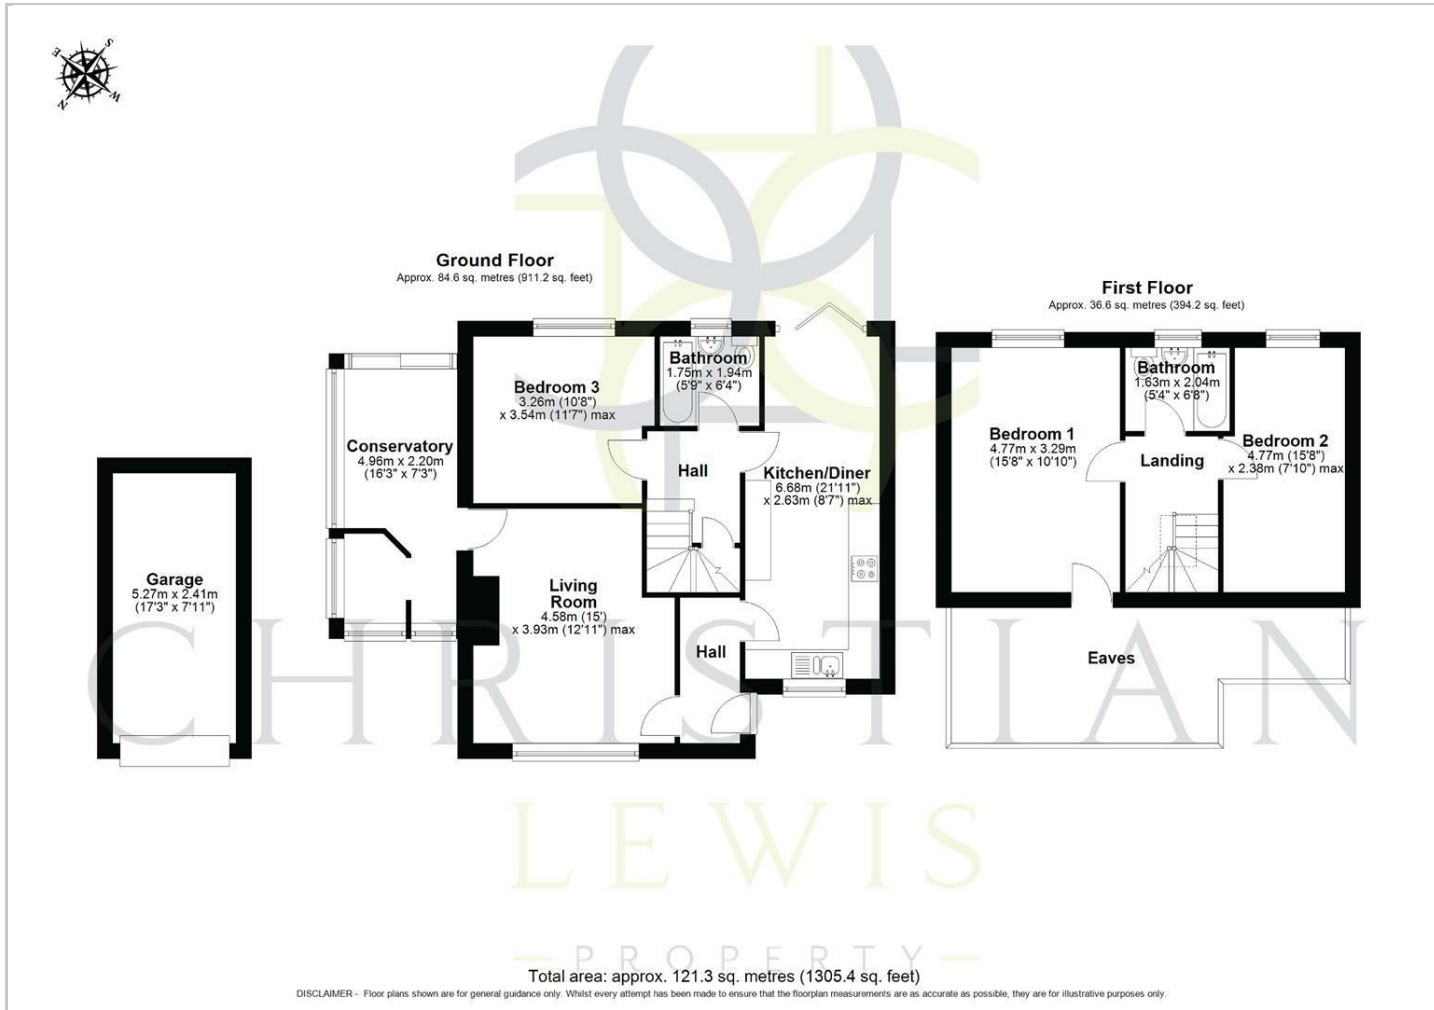 S
E
W
N
Ground Floor
Approx. 84.6 sq. metres (911.2 sq. feet)
First Floor
Approx. 36.6 sq. metres (394.2 sq. feet)
Bathroom
1.75m x 1.94m
(5'9" x 6'4")
Bedroom 3
3.26m (10'8")
x 3.54m (11'7") max
Conservatory
4.96m x 2.20m
(16'3" x 7'3")
Hall
Kitchen/Diner
6.68m (21'11")
x 2.63m (8'7") max
Garage
5.27m x 2.41m
(17'3" x 7'11")
Living
Room
4.58m (15')
x 3.93m (12'11") max
Hall
Bathroom
1.63m x 2.04m
(5'4" x 6'8")
Bedroom 1
4.77m x 3.29m
(15'8" x 10'10")
Landing
Bedroom 2
4.77m (15'8")
x 2.38m (7'10") max
Eaves
CHRISTIAN
LEWIS
PROPERTY
Total area: approx. 121.3 sq. metres (1305.4 sq. feet)
DISCLAIMER - Floor plans shown are for general guidance only. Whilst every attempt has been made to ensure that the floorplan measurements are as accurate as possible, they are for illustrative purposes only.